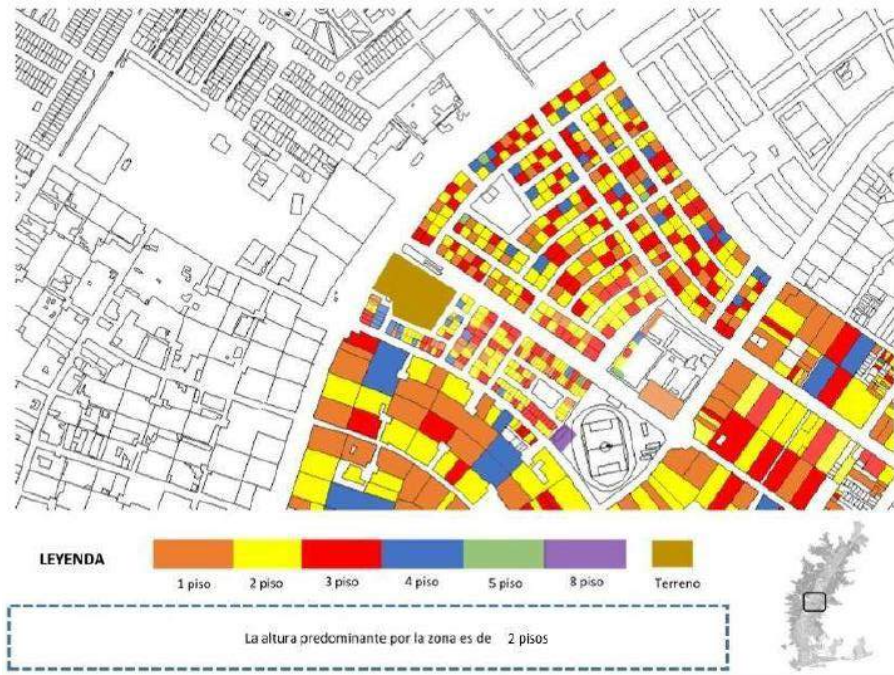 LEYENDA
1 piso
2 piso
3 piso
4 piso
5 piso
8 piso
Terreno
La altura predominante por la zona es de 2 pisos